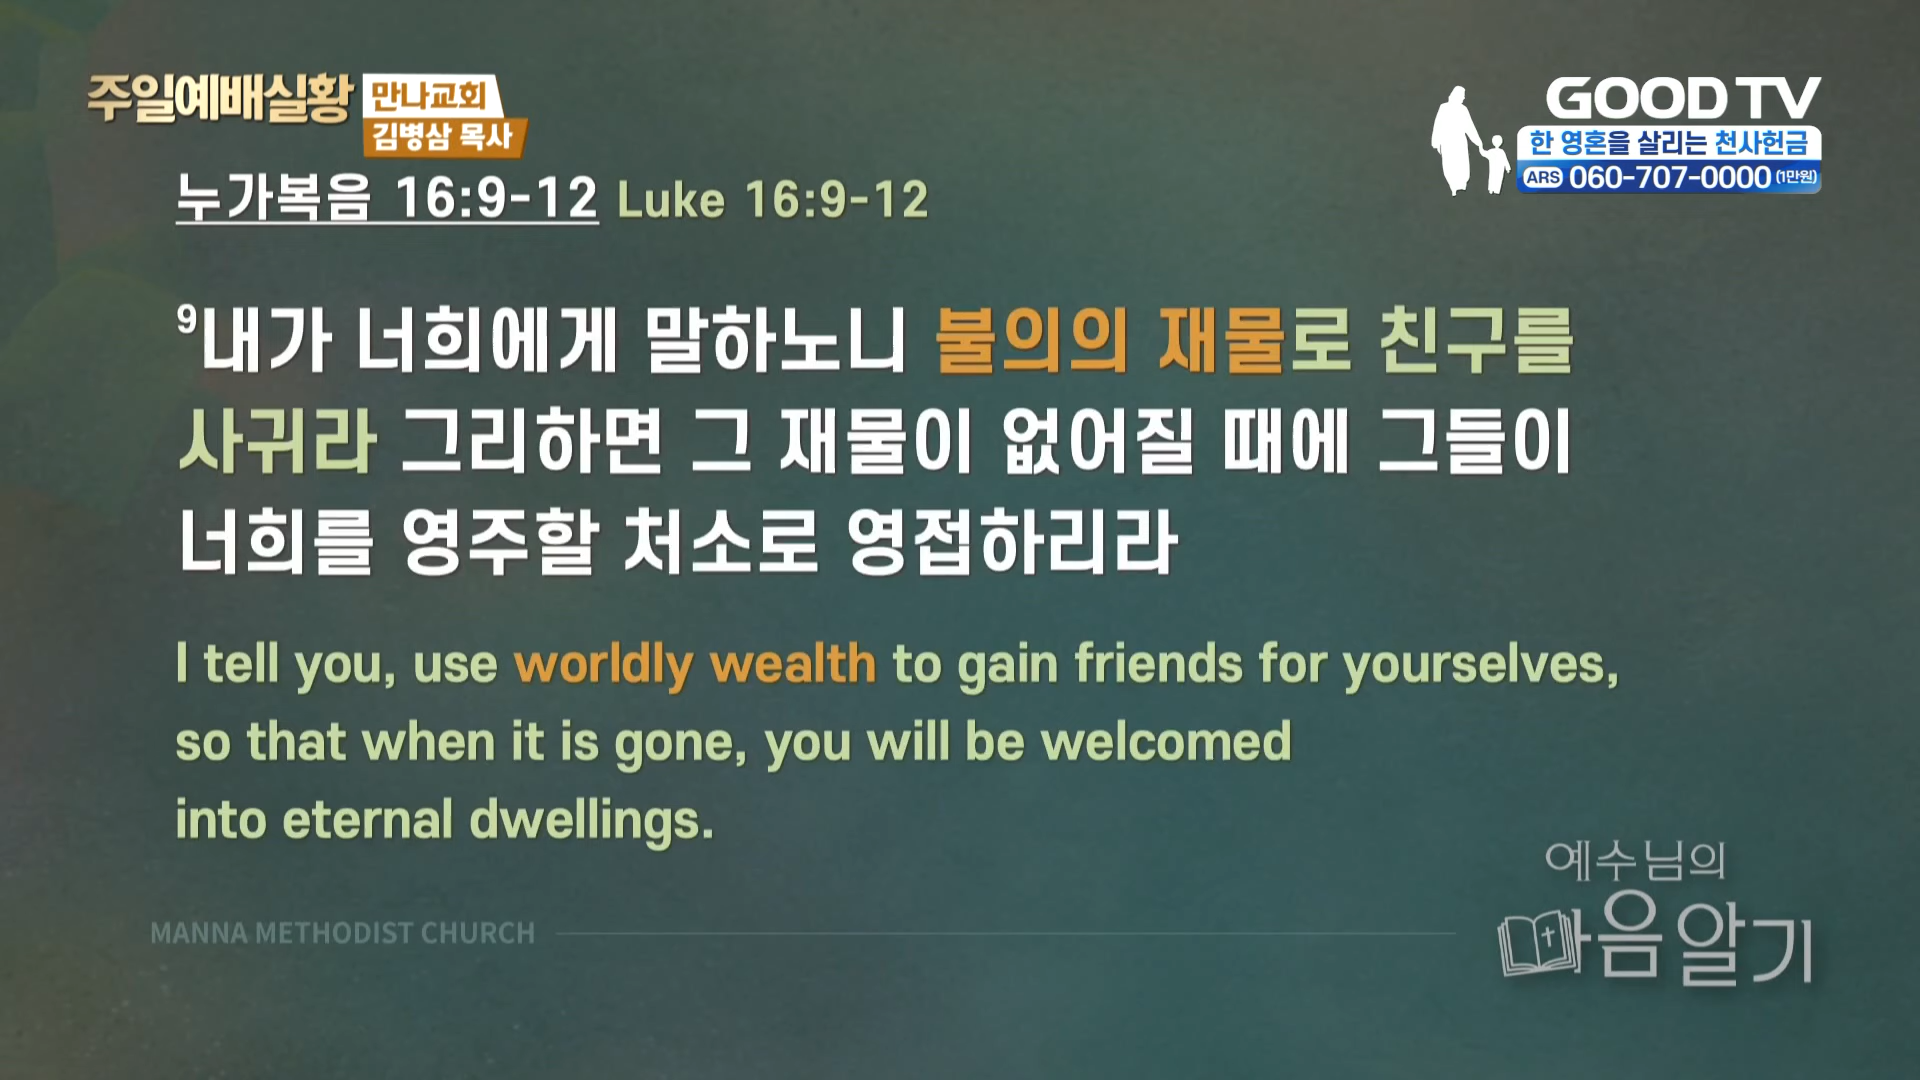 주일예배실황 만나교회
김병삼 목사
GOOD TV
한 영혼을 살리는 천사헌금
ARS 060-707-0000 (1만원)
누가복음 16:9-12 Luke 16:9-12
9내가 너희에게 말하노니 불의의 재물로 친구를
사귀라 그리하면 그 재물이 없어질 때에 그들이
너희를 영주할 처소로 영접하리라
I tell you, use worldly wealth to gain friends for yourselves,
so that when it is gone, you will be welcomed
into eternal dwellings.
예수님의
마음 알기
MANNA METHODIST CHURCH